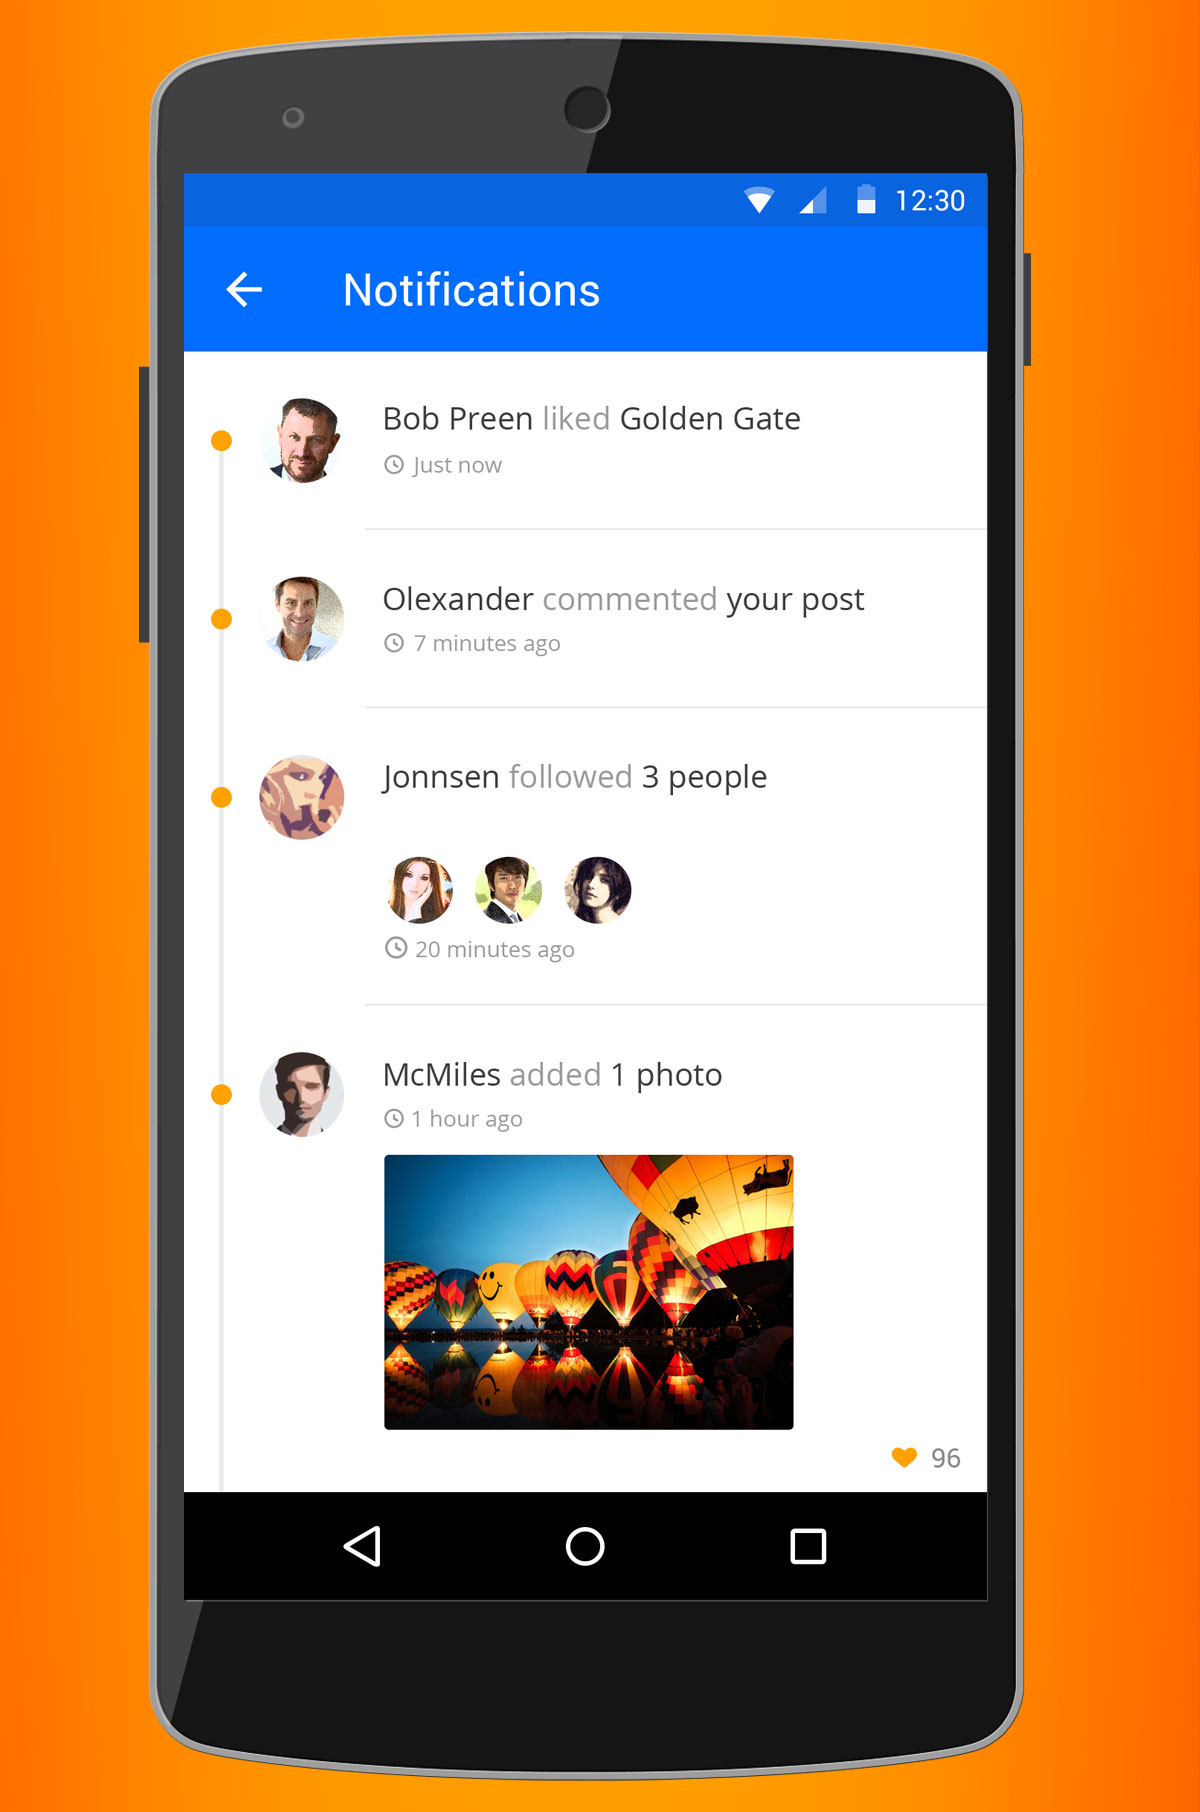 12:30
Notifications
Bob Preen liked Golden Gate
Just now
Olexander commented your post
7 minutes ago
Jonnsen followed 3 people
20 minutes ago
McMiles added 1 photo
1 hour ago
96